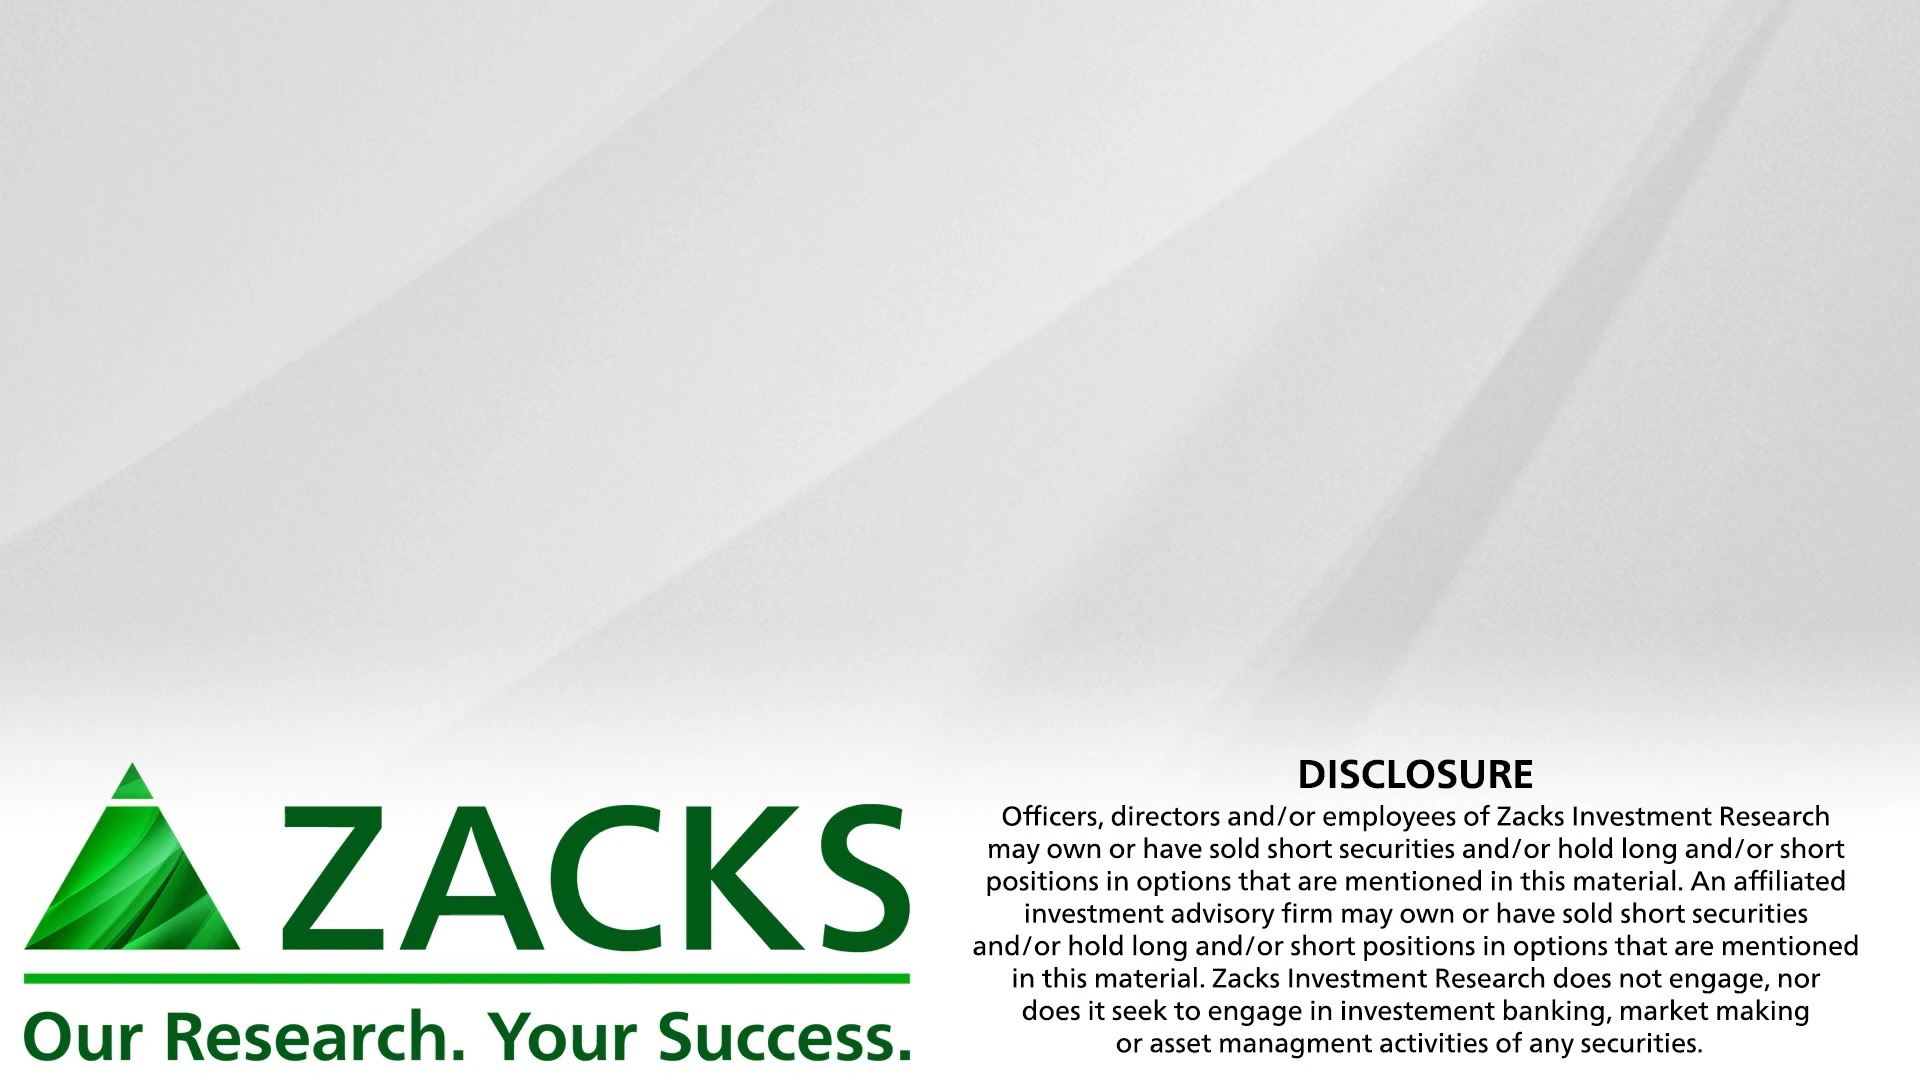 ZACKS
Our Research. Your Success.
DISCLOSURE
Officers, directors and/or employees of Zacks Investment Research
may own or have sold short securities and/or hold long and/or short
positions in options that are mentioned in this material. An affiliated
investment advisory firm may own or have sold short securities
and/or hold long and/or short positions in options that are mentioned
in this material. Zacks Investment Research does not engage, nor
does it seek to engage in investement banking, market making
or asset managment activities of any securities.